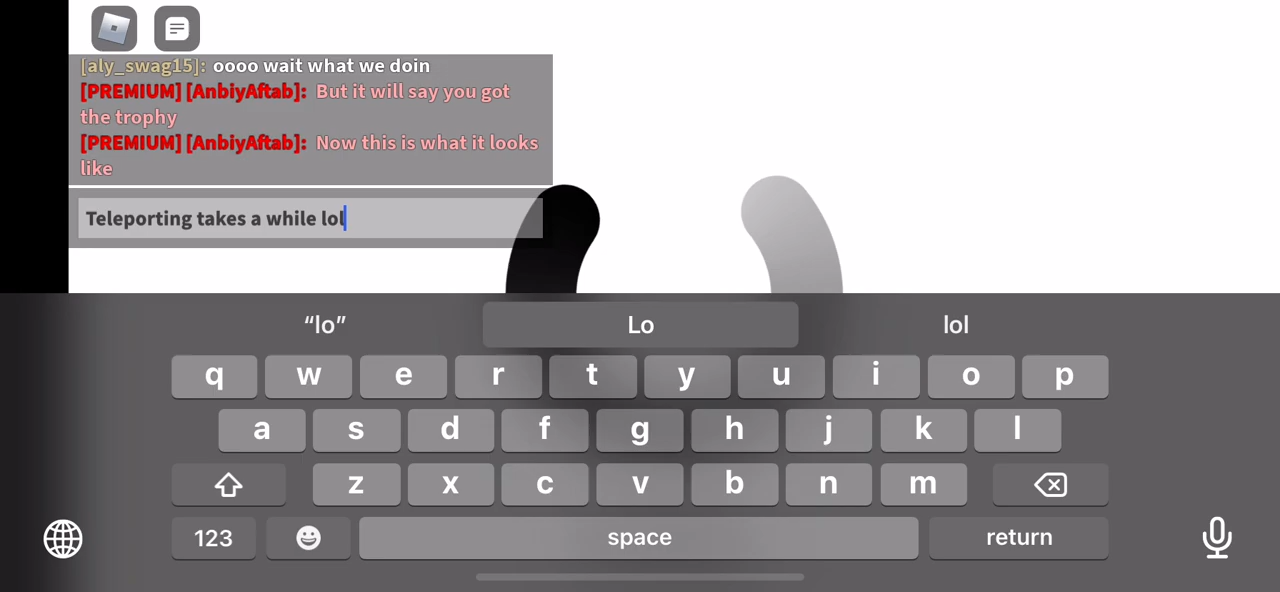 [aly_swag15]: oooo wait what we doin
[PREMIUM] [AnbiyAftab]: But it will say you got
the trophy
[PREMIUM] [AnbiyAftab]: Now this is what it looks
like
Teleporting takes a while lol
“lo” Lo lol
q w e r t y u i o p
a s d f g h j k l
z x c v b n m
123 space return